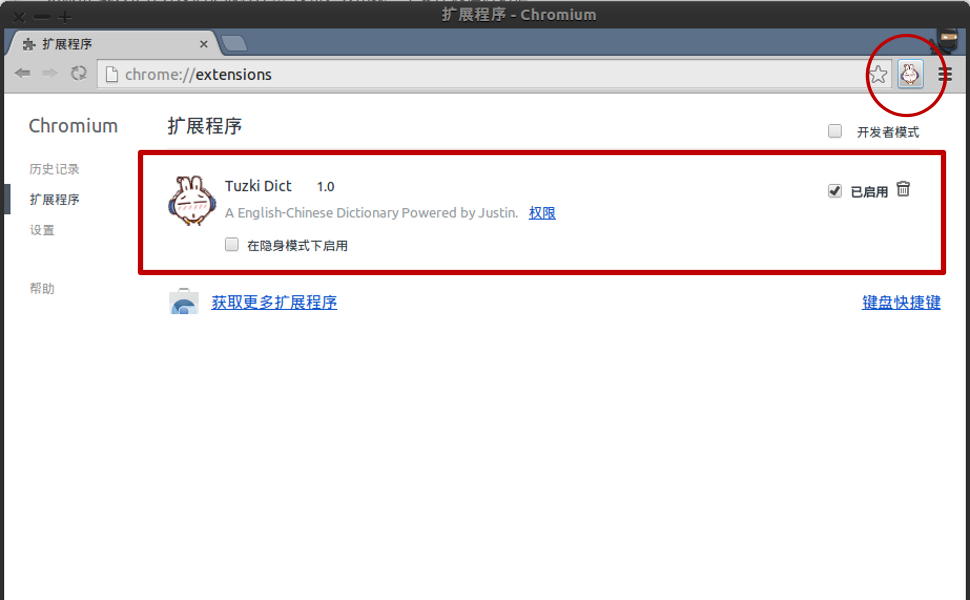 扩展程序 - Chromium
扩展程序
chrome://extensions
Chromium
扩展程序
开发者模式
历史记录
扩展程序
设置
帮助
Tuzki Dict 1.0
已启用
A English-Chinese Dictionary Powered by Justin. 权限
在隐身模式下启用
获取更多扩展程序
键盘快捷键